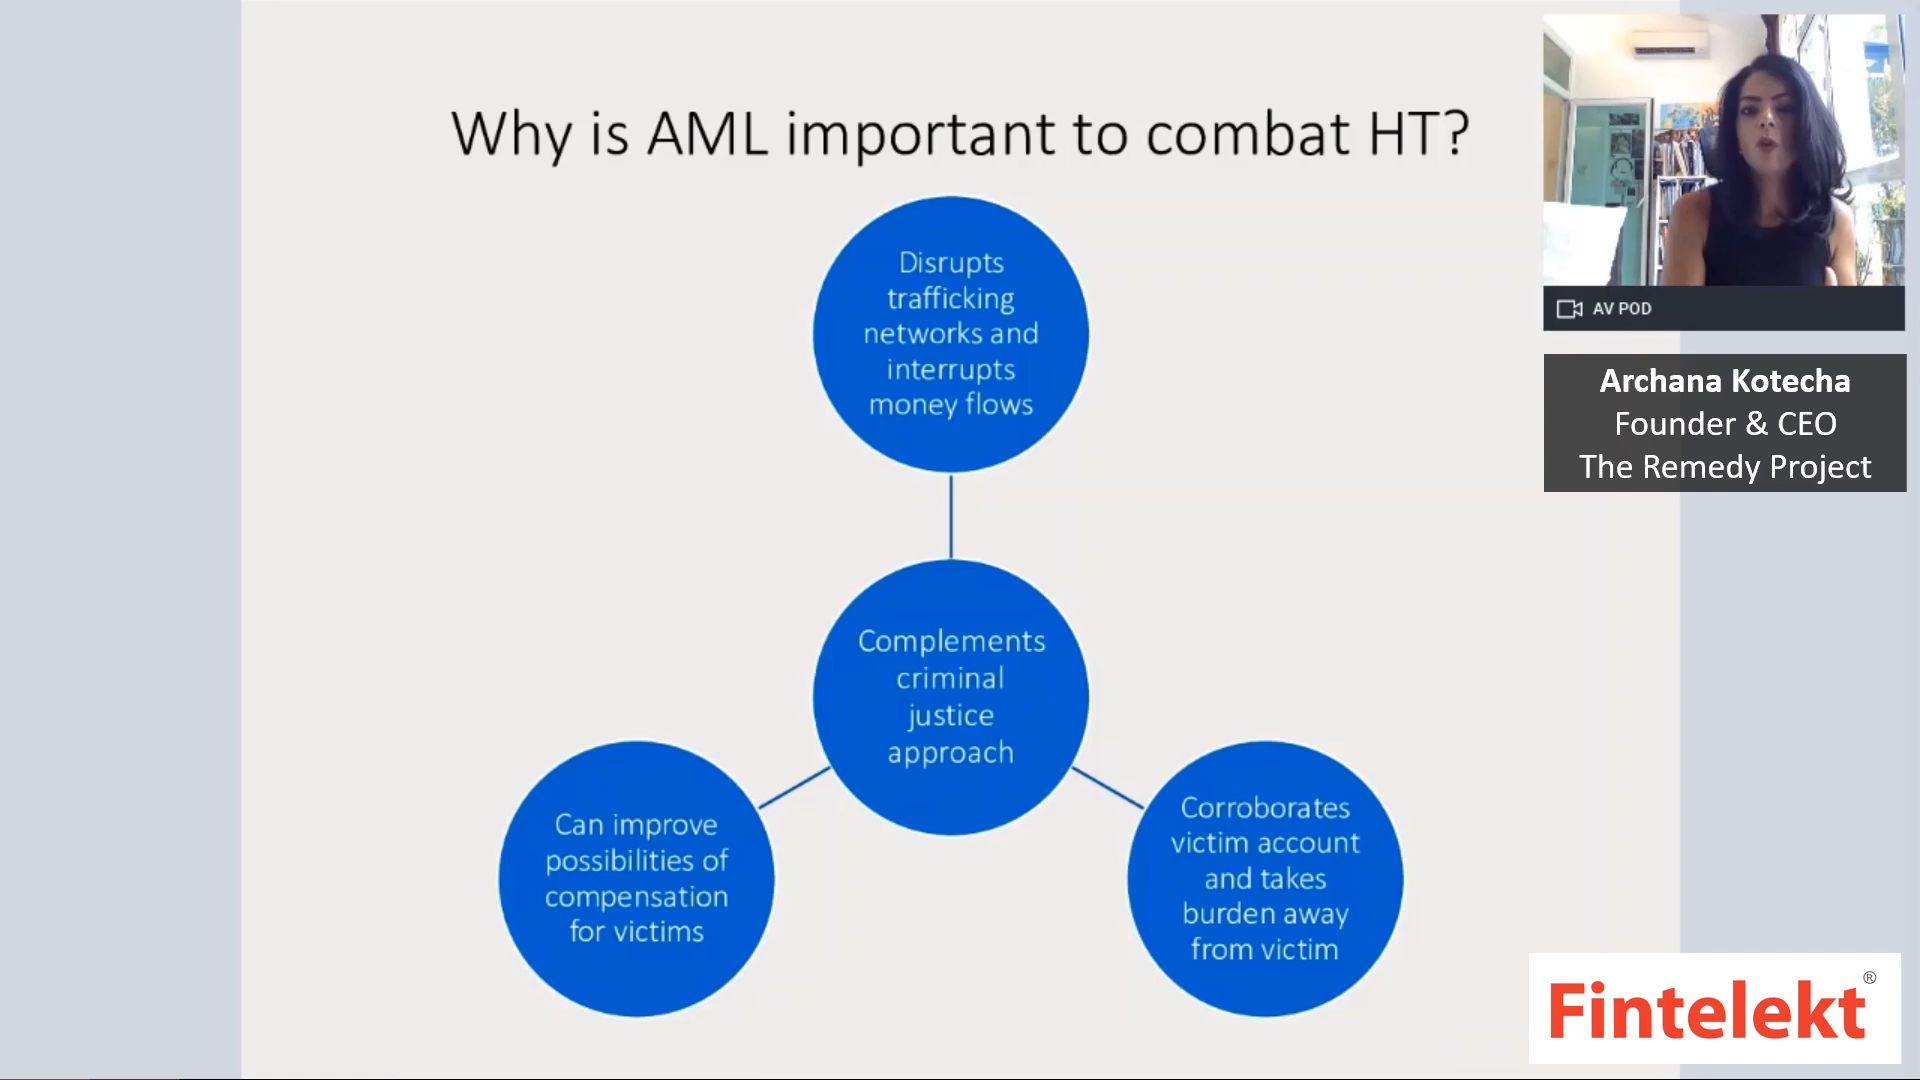 Why is AML important to combat HT?
Disrupts
trafficking
networks and
interrupts
money flows
Complements
criminal
justice
approach
Can improve
possibilities of
compensation
for victims
Corroborates
victim account
and takes
burden away
from victim
AV POD
Archana Kotecha
Founder & CEO
The Remedy Project
Fintelekt®